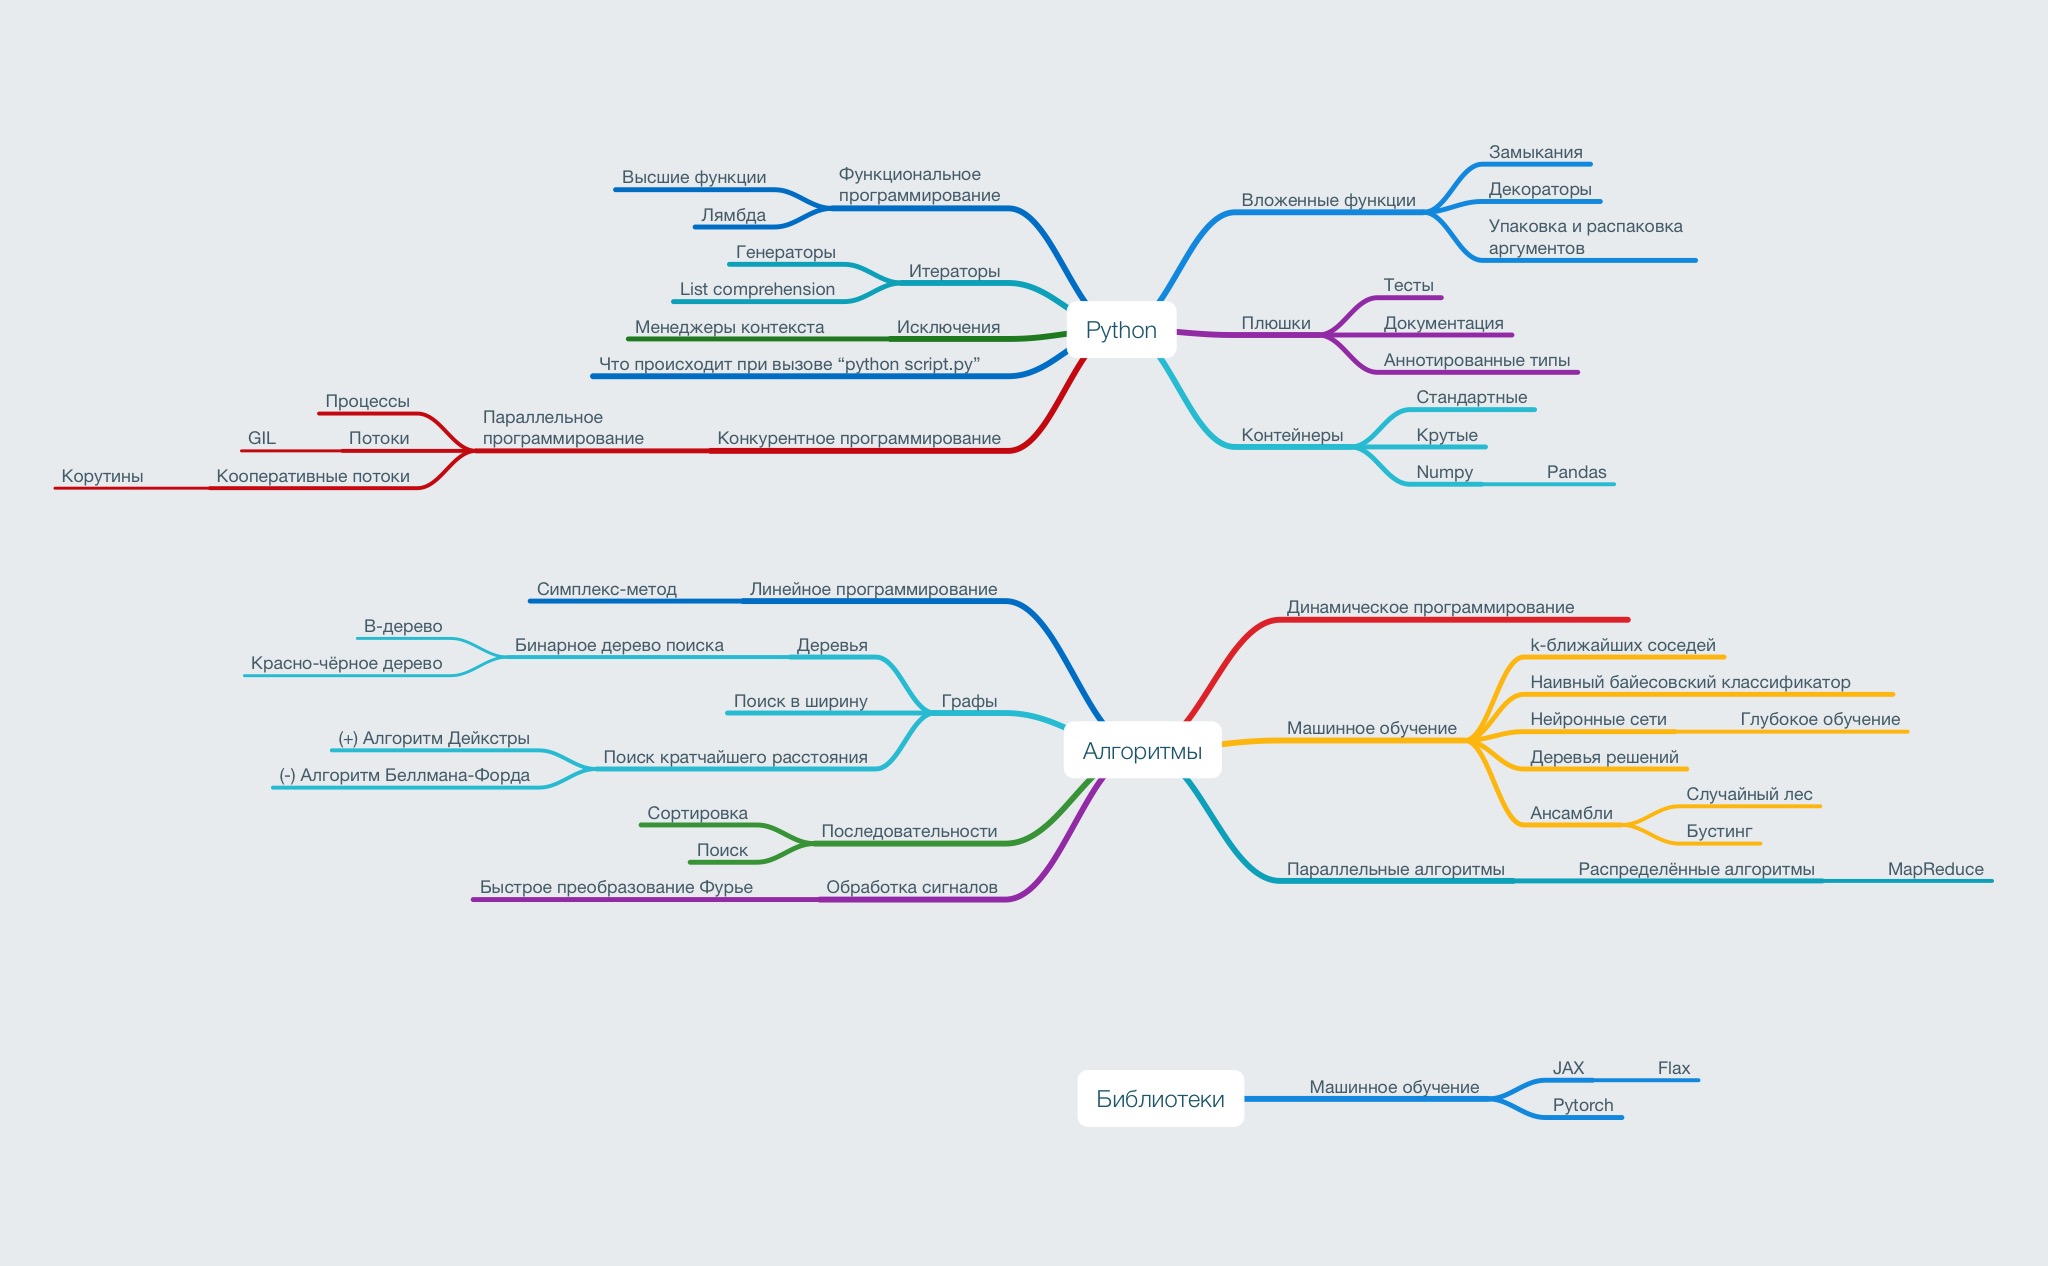 Python
Функциональное
программирование
Высшие функции
Лямбда
Итераторы
Генераторы
List comprehension
Исключения
Менеджеры контекста
Что происходит при вызове “python script.py”
Конкурентное программирование
Параллельное
программирование
Процессы
Потоки
GIL
Кооперативные потоки
Корутины
Вложенные функции
Замыкания
Декораторы
Упаковка и распаковка
аргументов
Плюшки
Тесты
Документация
Аннотированные типы
Контейнеры
Стандартные
Крутые
Numpy
Pandas
Алгоритмы
Линейное программирование
Симплекс-метод
Графы
Деревья
Бинарное дерево поиска
B-дерево
Красно-чёрное дерево
Поиск в ширину
Поиск кратчайшего расстояния
(+) Алгоритм Дейкстры
(-) Алгоритм Беллмана-Форда
Последовательности
Сортировка
Поиск
Обработка сигналов
Быстрое преобразование Фурье
Динамическое программирование
Машинное обучение
k-ближайших соседей
Наивный байесовский классификатор
Нейронные сети
Глубокое обучение
Деревья решений
Ансамбли
Случайный лес
Бустинг
Параллельные алгоритмы
Распределённые алгоритмы
MapReduce
Библиотеки
Машинное обучение
JAX
Flax
Pytorch